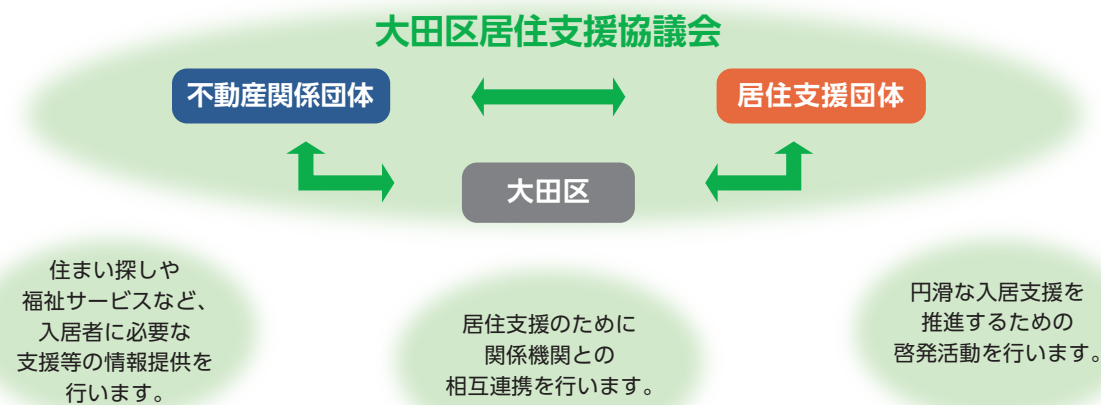 大田区居住支援協議会
不動産関係団体
居住支援団体
大田区
住まい探しや
福祉サービスなど、
入居者に必要な
支援等の情報提供を
行います。
居住支援のために
関係機関との
相互連携を行います。
円滑な入居支援を
推進するための
啓発活動を行います。